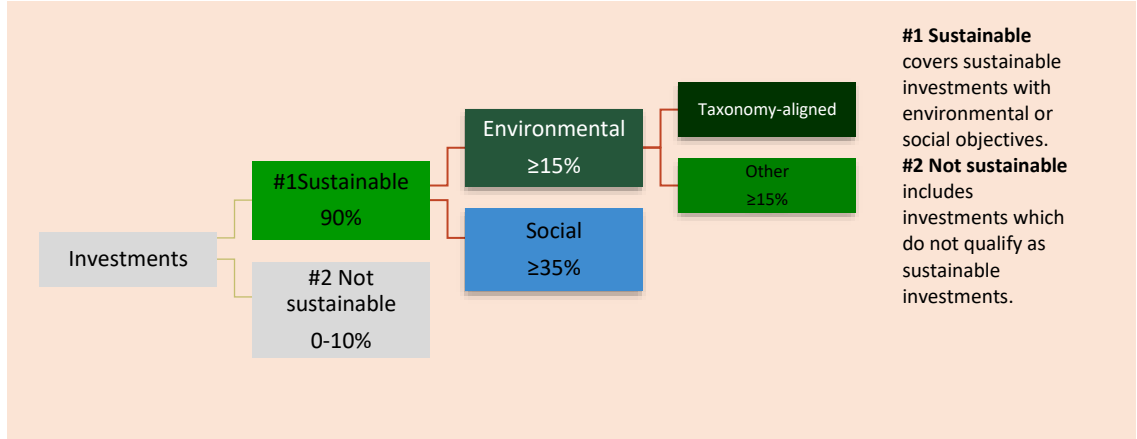 Investments
#1Sustainable
90%
#2 Not
sustainable
0-10%
Environmental
≥15%
Social
≥35%
Taxonomy-aligned
Other
≥15%
#1 Sustainable
covers sustainable
investments with
environmental or
social objectives.
#2 Not sustainable
includes
investments which
do not qualify as
sustainable
investments.